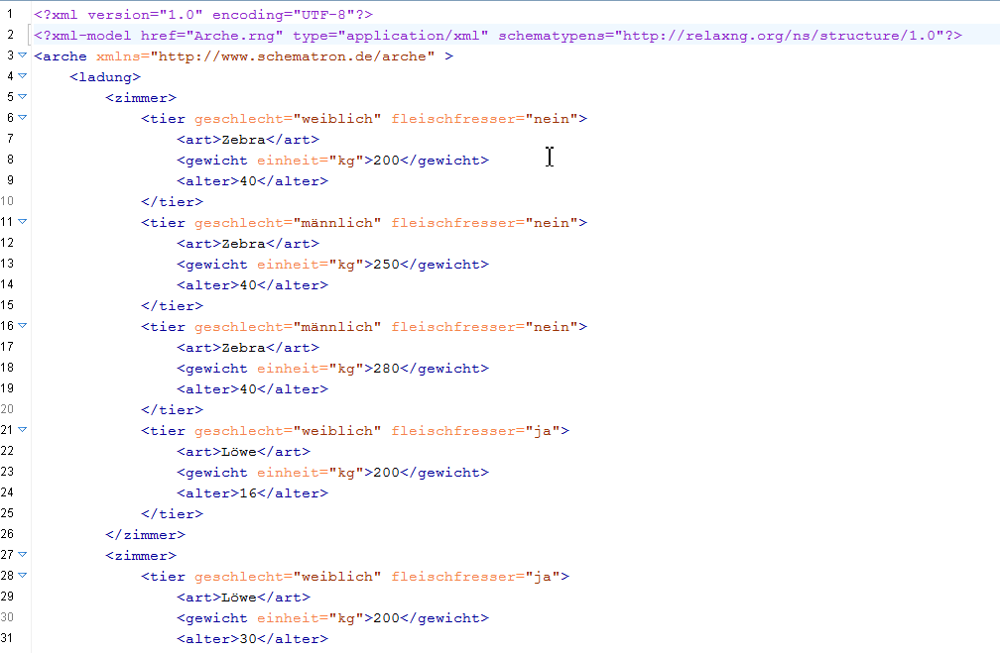 1 <?xml version="1.0" encoding="UTF-8"?>
2 <?xml-model href="Arche.rng" type="application/xml" schematypens="http://relaxng.org/ns/structure/1.0"?>
3 <arche xmlns="http://www.schematron.de/arche" >
4 <ladung>
5 <zimmer>
6 <tier geschlecht="weiblich" fleischfresser="nein">
7 <art>Zebra</art>
8 <gewicht einheit="kg">200</gewicht>
9 <alter>40</alter>
10 </tier>
11 <tier geschlecht="männlich" fleischfresser="nein">
12 <art>Zebra</art>
13 <gewicht einheit="kg">250</gewicht>
14 <alter>40</alter>
15 </tier>
16 <tier geschlecht="männlich" fleischfresser="nein">
17 <art>Zebra</art>
18 <gewicht einheit="kg">280</gewicht>
19 <alter>40</alter>
20 </tier>
21 <tier geschlecht="weiblich" fleischfresser="ja">
22 <art>Löwe</art>
23 <gewicht einheit="kg">200</gewicht>
24 <alter>16</alter>
25 </tier>
26 </zimmer>
27 <zimmer>
28 <tier geschlecht="weiblich" fleischfresser="ja">
29 <art>Löwe</art>
30 <gewicht einheit="kg">200</gewicht>
31 <alter>30</alter>